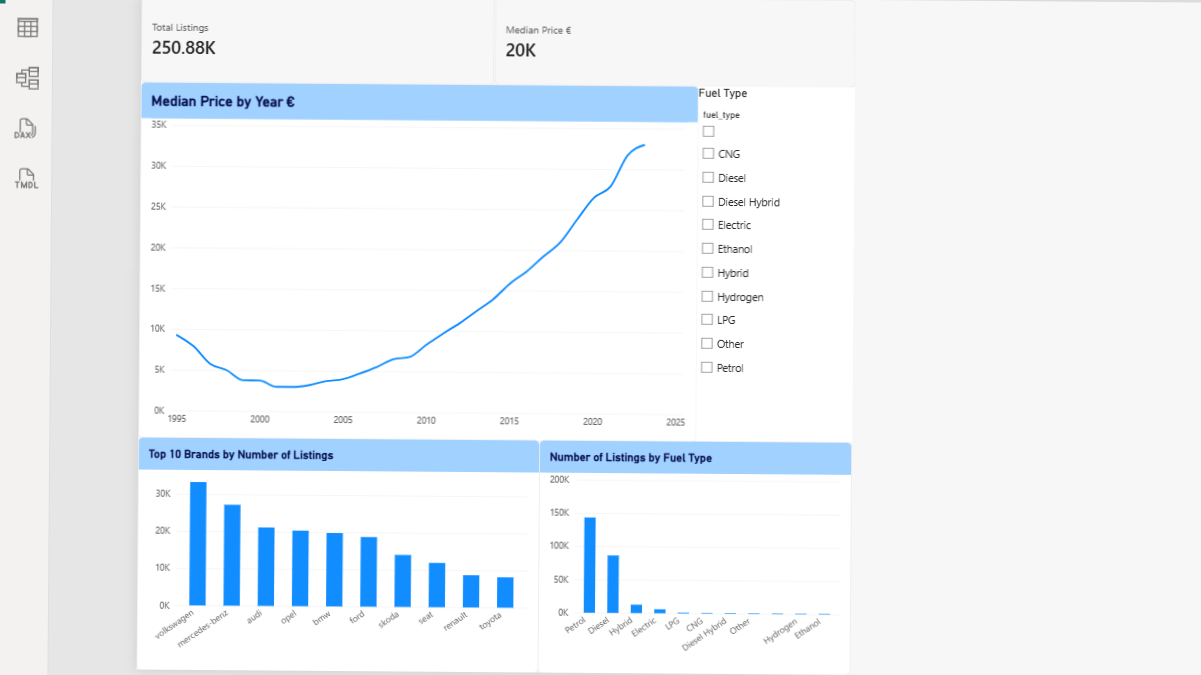 DAX
TMDL
Total Listings
250.88K
Median Price €
20K
Median Price by Year €
35K
30K
25K
20K
15K
10K
5K
0K
1995 2000 2005 2010 2015 2020 2025
Fuel Type
fuel_type
CNG
Diesel
Diesel Hybrid
Electric
Ethanol
Hybrid
Hydrogen
LPG
Other
Petrol
Top 10 Brands by Number of Listings
30K
20K
10K
0K
volkswagen mercedes-benz audi opel bmw ford skoda seat renault toyota
Number of Listings by Fuel Type
200K
150K
100K
50K
0K
Petrol Diesel Hybrid Electric LPG CNG Diesel Hybrid Other Hydrogen Ethanol